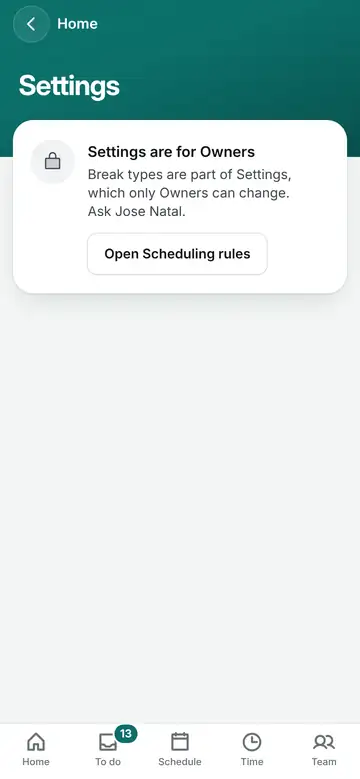 Home
Settings
Settings are for Owners
Break types are part of Settings,
which only Owners can change.
Ask Jose Natal.
Open Scheduling rules
13
Home
To do
Schedule
Time
Team